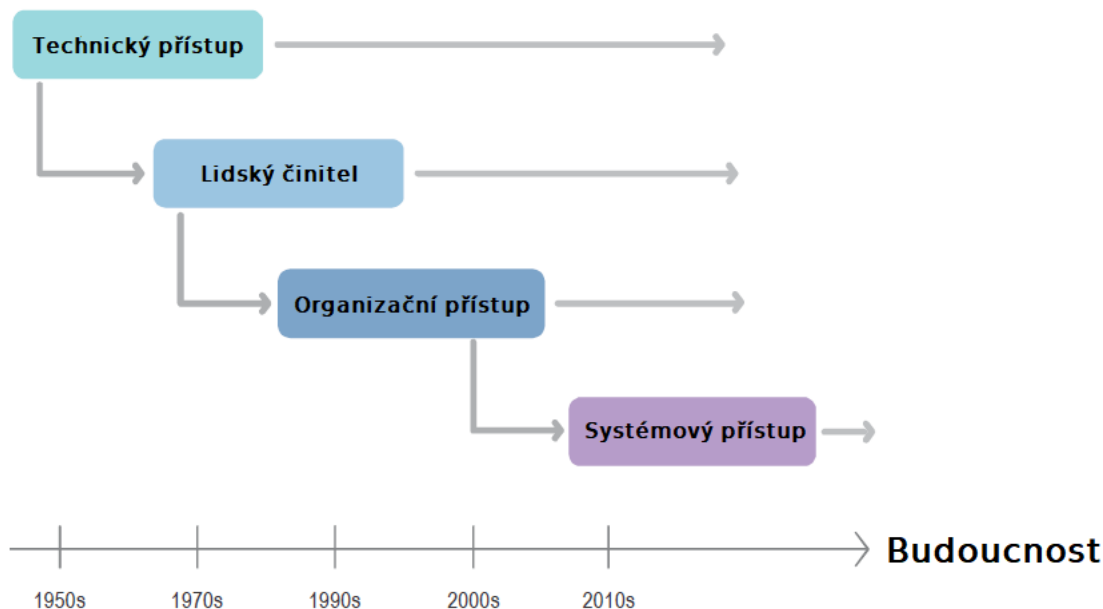 Technický přístup
Lidský činitel
Organizační přístup
Systémový přístup
Budoucnost
1950s
1970s
1990s
2000s
2010s